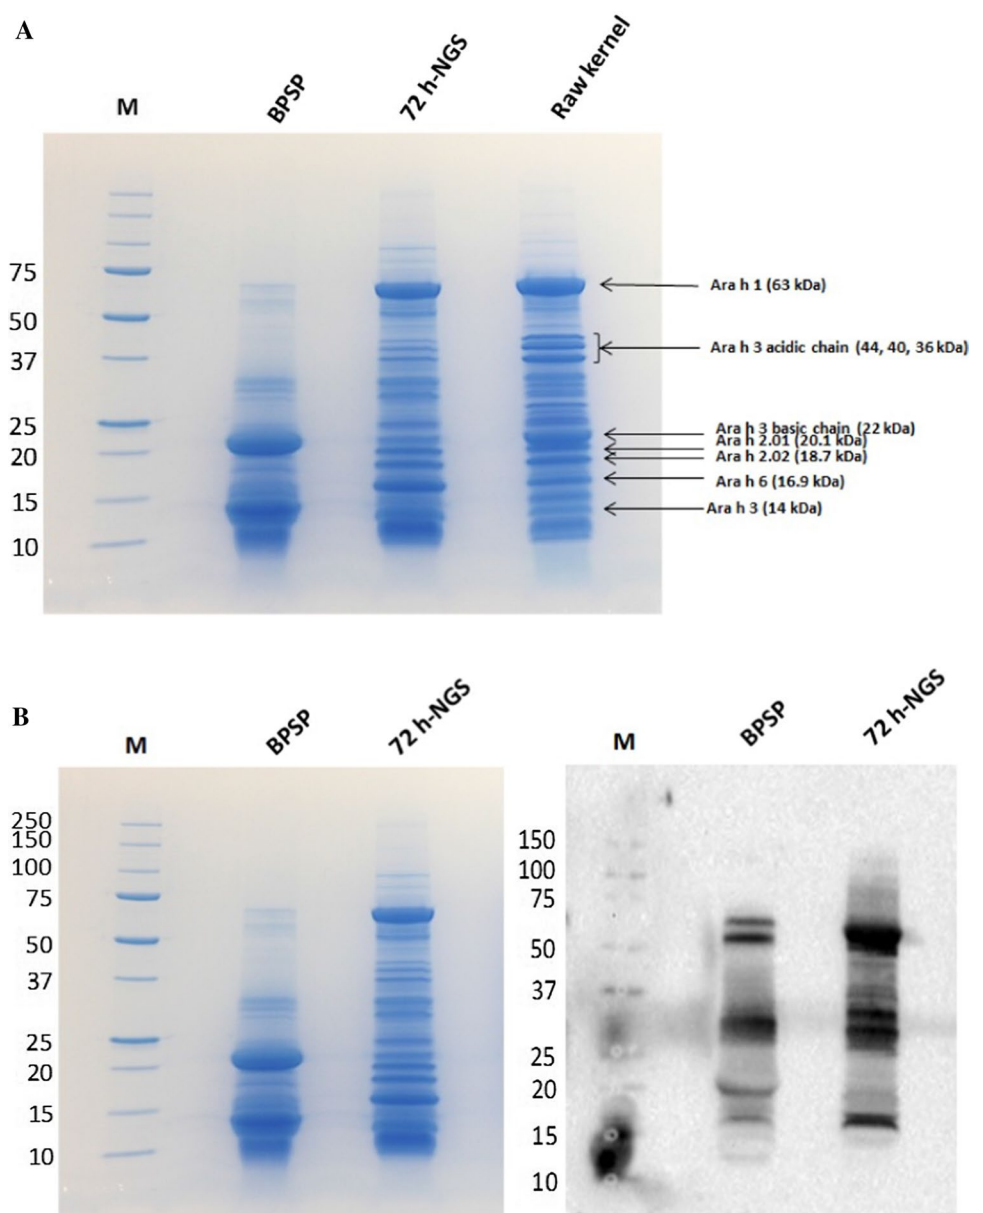 A
M
BPSP
72 h-NGS
Raw kernel
75
50
37
25
20
15
10
Ara h 1 (63 kDa)
Ara h 3 acidic chain (44, 40, 36 kDa)
Ara h 3 basic chain (22 kDa)
Ara h 2.01 (20.1 kDa)
Ara h 2.02 (18.7 kDa)
Ara h 6 (16.9 kDa)
Ara h 3 (14 kDa)
B
M
BPSP
72 h-NGS
250
150
100
75
50
37
25
20
15
10
M
BPSP
72 h-NGS
150
100
75
50
37
25
20
15
10